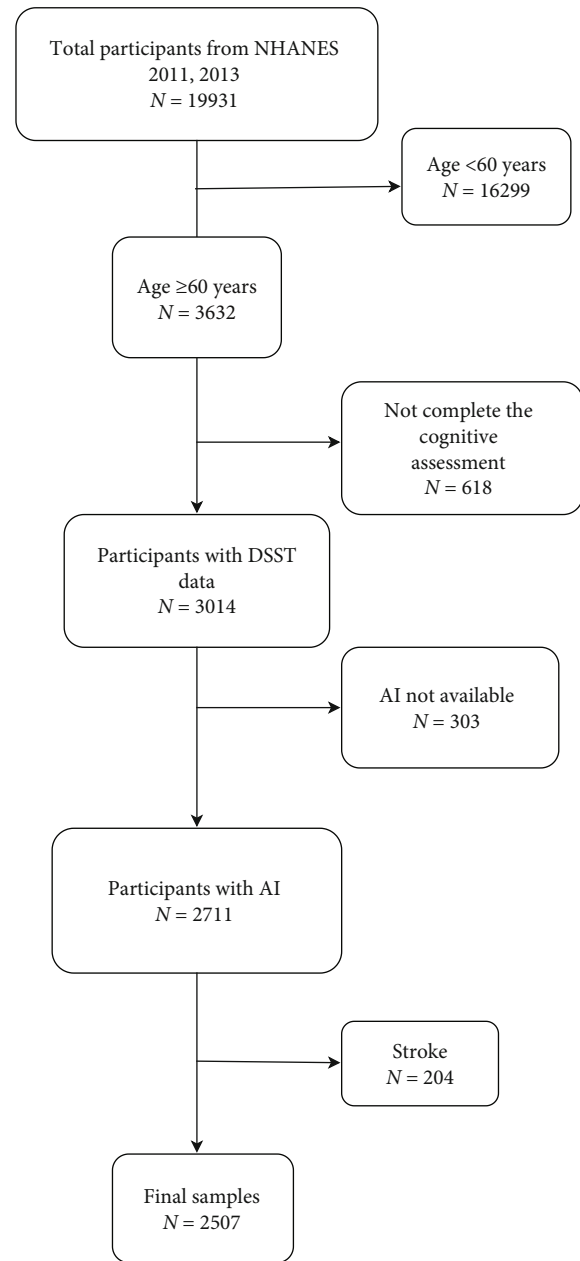 Total participants from NHANES
2011, 2013
N = 19931
Age <60 years
N = 16299
Age ≥60 years
N = 3632
Not complete the
cognitive
assessment
N = 618
Participants with DSST
data
N = 3014
AI not available
N = 303
Participants with AI
N = 2711
Stroke
N = 204
Final samples
N = 2507